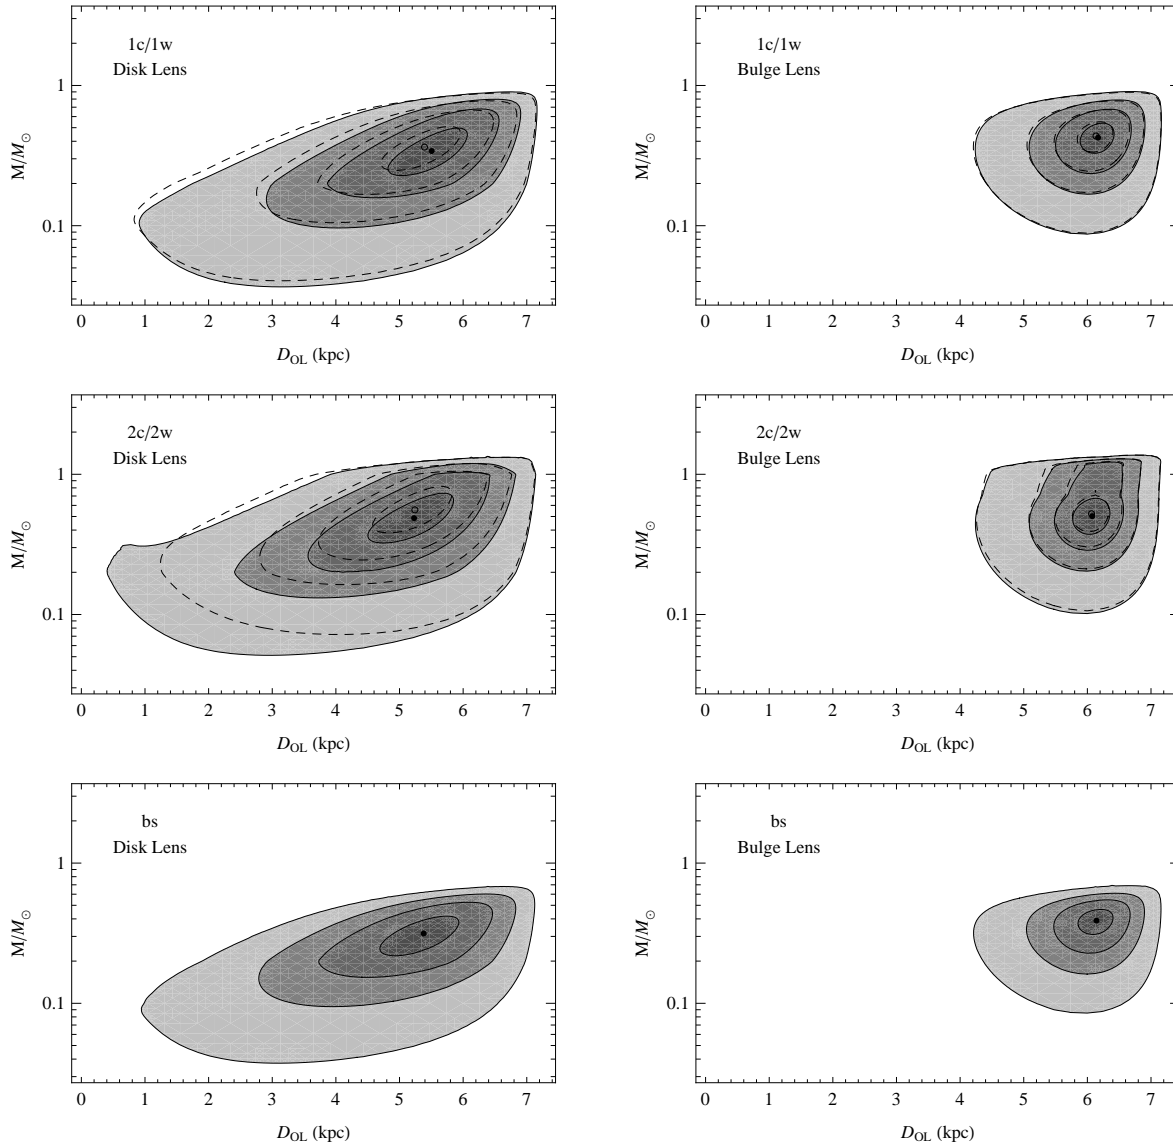 1c/1w
Disk Lens
1
0.1
M/M⊙
0 1 2 3 4 5 6 7
D_OL (kpc)
1c/1w
Bulge Lens
1
0.1
M/M⊙
0 1 2 3 4 5 6 7
D_OL (kpc)
2c/2w
Disk Lens
1
0.1
M/M⊙
0 1 2 3 4 5 6 7
D_OL (kpc)
2c/2w
Bulge Lens
1
0.1
M/M⊙
0 1 2 3 4 5 6 7
D_OL (kpc)
bs
Disk Lens
1
0.1
M/M⊙
0 1 2 3 4 5 6 7
D_OL (kpc)
bs
Bulge Lens
1
0.1
M/M⊙
0 1 2 3 4 5 6 7
D_OL (kpc)